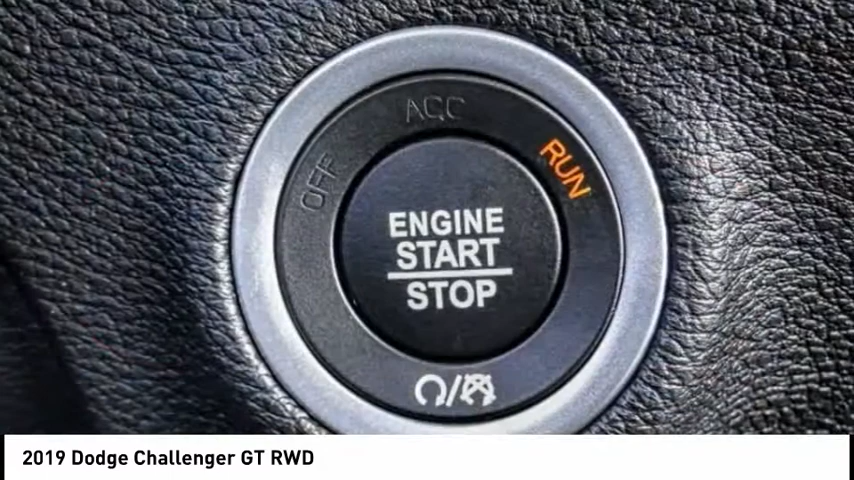 ACC
OFF
RUN
ENGINE
START
STOP
2019 Dodge Challenger GT RWD